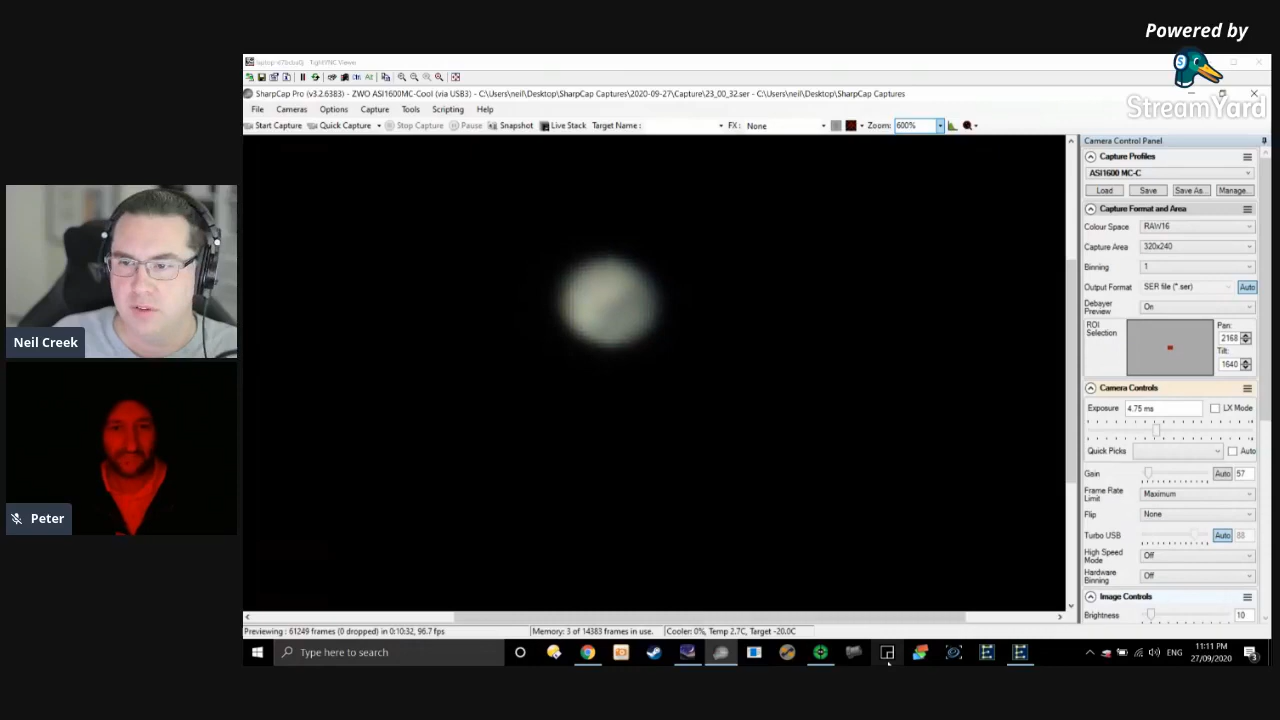 Powered by
StreamYard
TightVNC Viewer
SharpCap Pro (v3.2.6383) - ZWO ASI1600MC-Cool (via USB3) - C:\Users\neil\Desktop\SharpCap Captures\2020-09-27\Capture\23_00_32.ser - C:\Users\neil\Desktop\SharpCap Captures
File Cameras Options Capture Tools Scripting Help
Start Capture Quick Capture Stop Capture Pause Snapshot Live Stack Target Name : FX : None Zoom: 600%
Camera Control Panel
Capture Profiles
ASI1600 MC-C
Load Save Save As... Manage...
Capture Format and Area
Colour Space RAW16
Capture Area 320x240
Binning 1
Output Format SER file (*.ser) Auto
Debayer Preview On
ROI Selection
Pan: 2168
Tilt: 1640
Camera Controls
Exposure 4.75 ms LX Mode
Quick Picks Auto
Gain Auto 57
Frame Rate Limit Maximum
Flip None
Turbo USB Auto 88
High Speed Mode Off
Hardware Binning Off
Image Controls
Brightness 10
Neil Creek
Peter
Previewing : 61249 frames (0 dropped) in 0:10:32, 96.7 fps Memory: 3 of 14383 frames in use. Cooler: 0%, Temp 2.7C, Target -20.0C
Type here to search
ENG
11:11 PM
27/09/2020
3